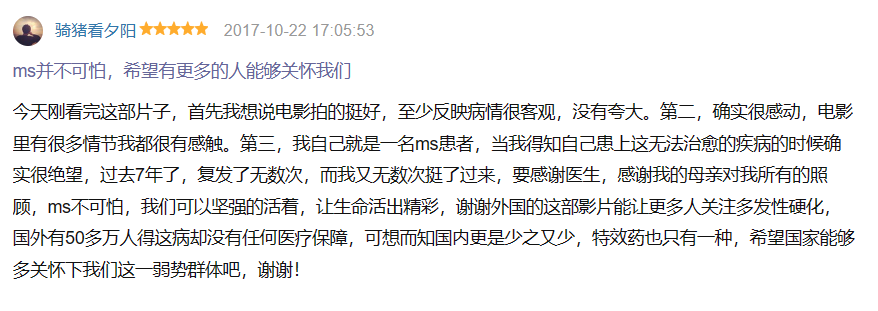 骑猪看夕阳 2017-10-22 17:05:53
ms并不可怕，希望有更多的人能够关怀我们
今天刚看完这部片子，首先我想说电影拍的挺好，至少反映病情很客观，没有夸大。第二，确实很感动，电影
里有很多情节我都很有感触。第三，我自己就是一名ms患者，当我得知自己患上这无法治愈的疾病的时候确
实很绝望，过去7年了，复发了无数次，而我又无数次挺了过来，要感谢医生，感谢我的母亲对我所有的照
顾，ms不可怕，我们可以坚强的活着，让生命活出精彩，谢谢外国的这部影片能让更多人关注多发性硬化，
国外有50多万人得这病却没有任何医疗保障，可想而知国内更是少之又少，特效药也只有一种，希望国家能够
多关怀下我们这一弱势群体吧，谢谢！